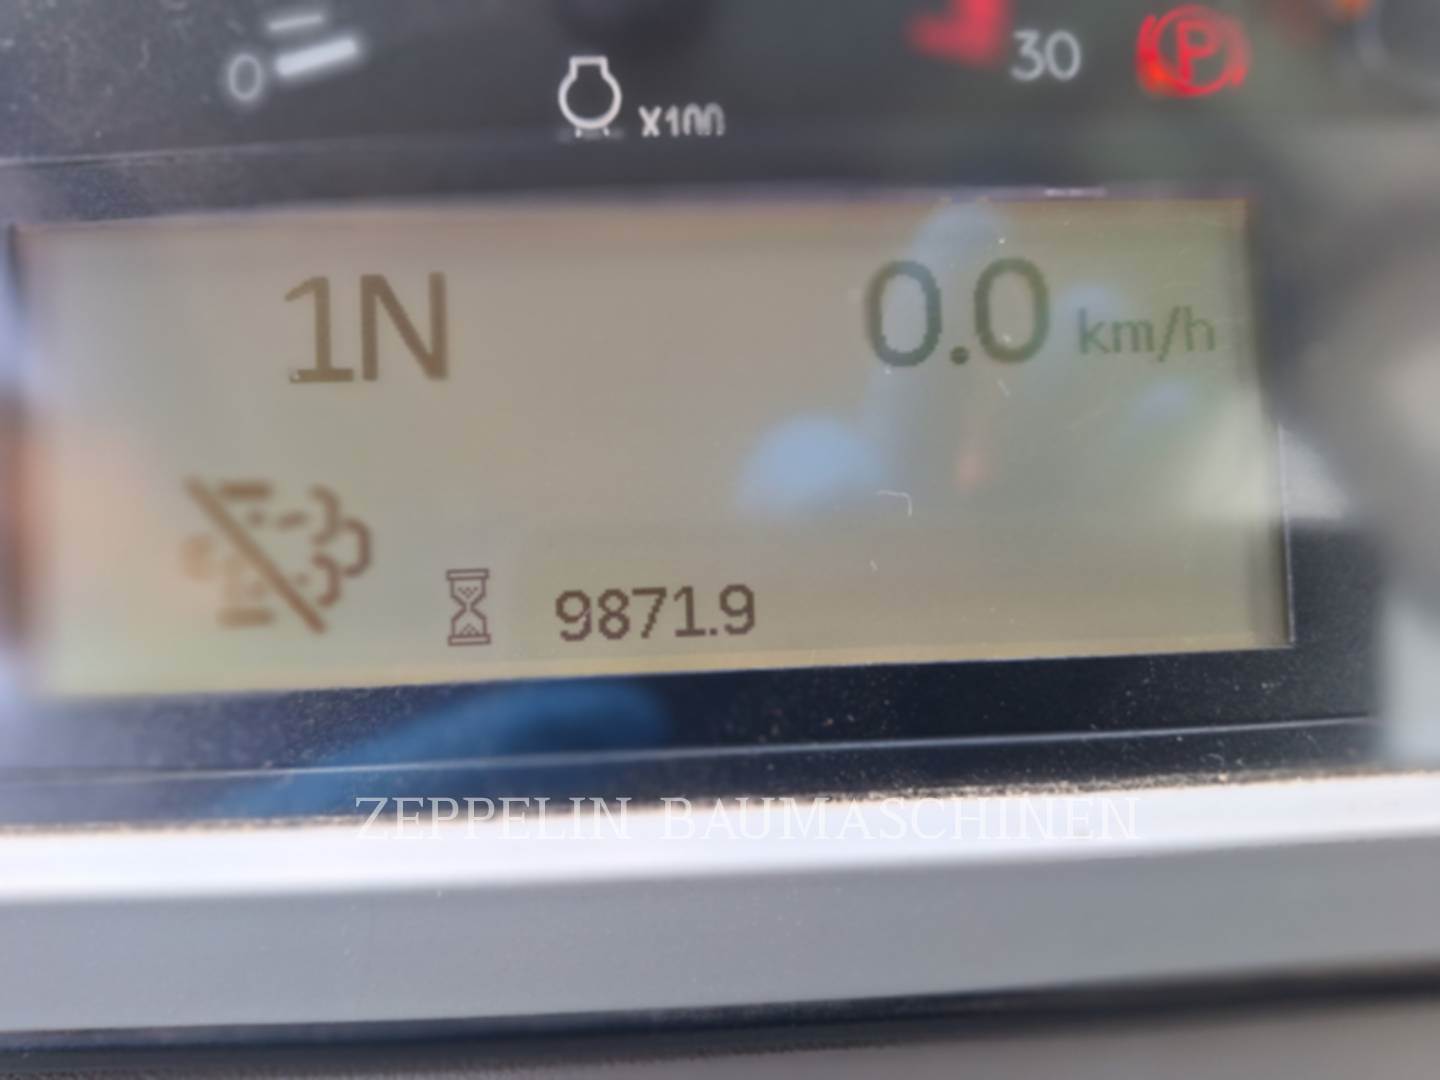 0
x100
30
P
1N
0.0 km/h
9871.9
ZEPPELIN BAUMASCHINEN